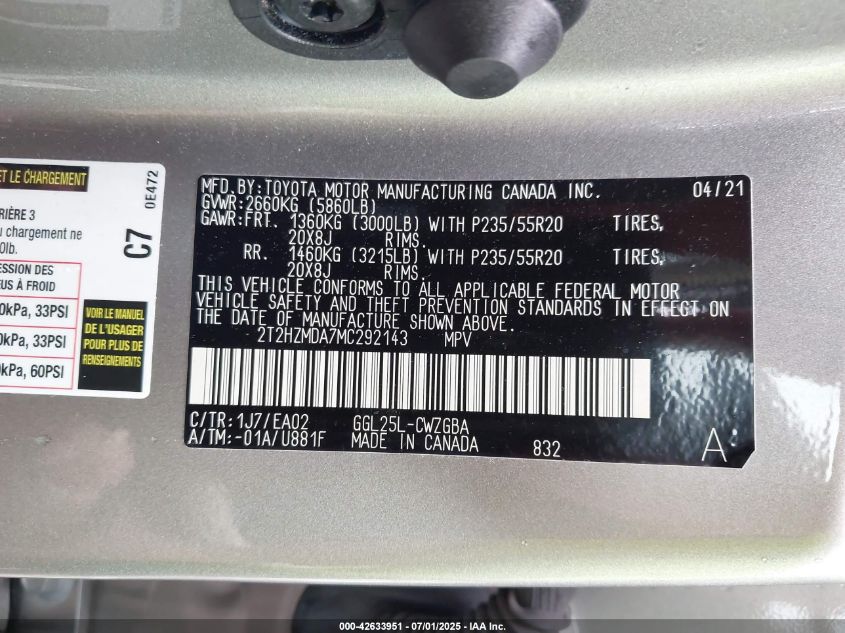 ET LE CHARGEMENT
RIÈRE 3
u chargement ne
0lb.
ESSION DES
EUS À FROID
0kPa, 33PSI
0kPa, 33PSI
0kPa, 60PSI
0E472
C7
VOIR LE MANUEL
DE L'USAGER
POUR PLUS DE
RENSEIGNEMENTS
MFD.BY:TOYOTA MOTOR MANUFACTURING CANADA INC. 04/21
GVWR:2660KG (5860LB)
GAWR:FRT. 1360KG (3000LB) WITH P235/55R20 TIRES,
20X8J RIMS.
RR. 1460KG (3215LB) WITH P235/55R20 TIRES,
20X8J RIMS.
THIS VEHICLE CONFORMS TO ALL APPLICABLE FEDERAL MOTOR
VEHICLE SAFETY AND THEFT PREVENTION STANDARDS IN EFFECT ON
THE DATE OF MANUFACTURE SHOWN ABOVE.
2T2HZMDA7MC292143 MPV
C/TR:1J7/EA02 GGL25L-CWZGBA
A/TM:-01A/U881F MADE IN CANADA 832
A
000-42633951 - 07/01/2025 - IAA Inc.